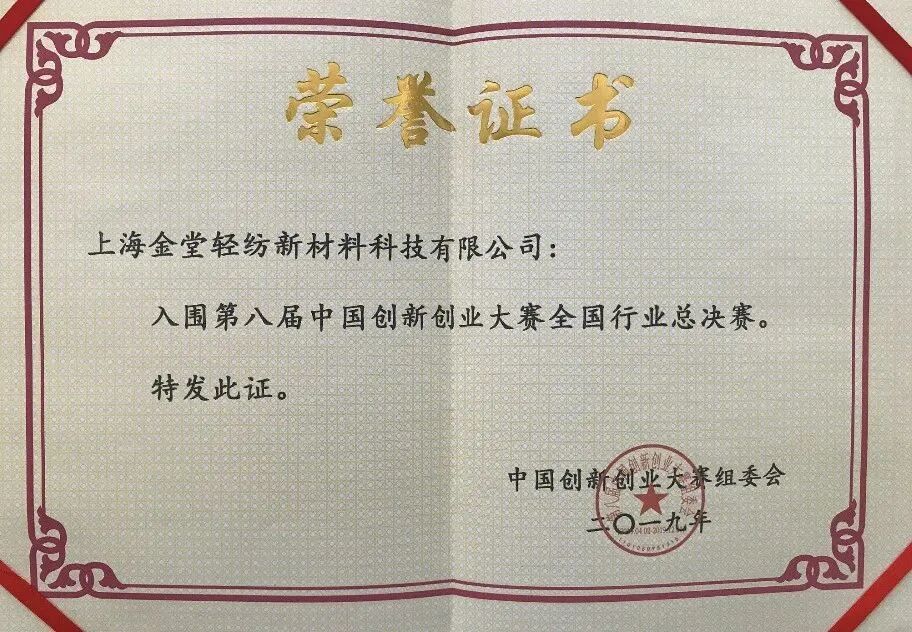 荣誉证书
上海金堂轻纺新材料科技有限公司：
入围第八届中国创新创业大赛全国行业总决赛。
特发此证。
中国创新创业大赛组委会
二〇一九年